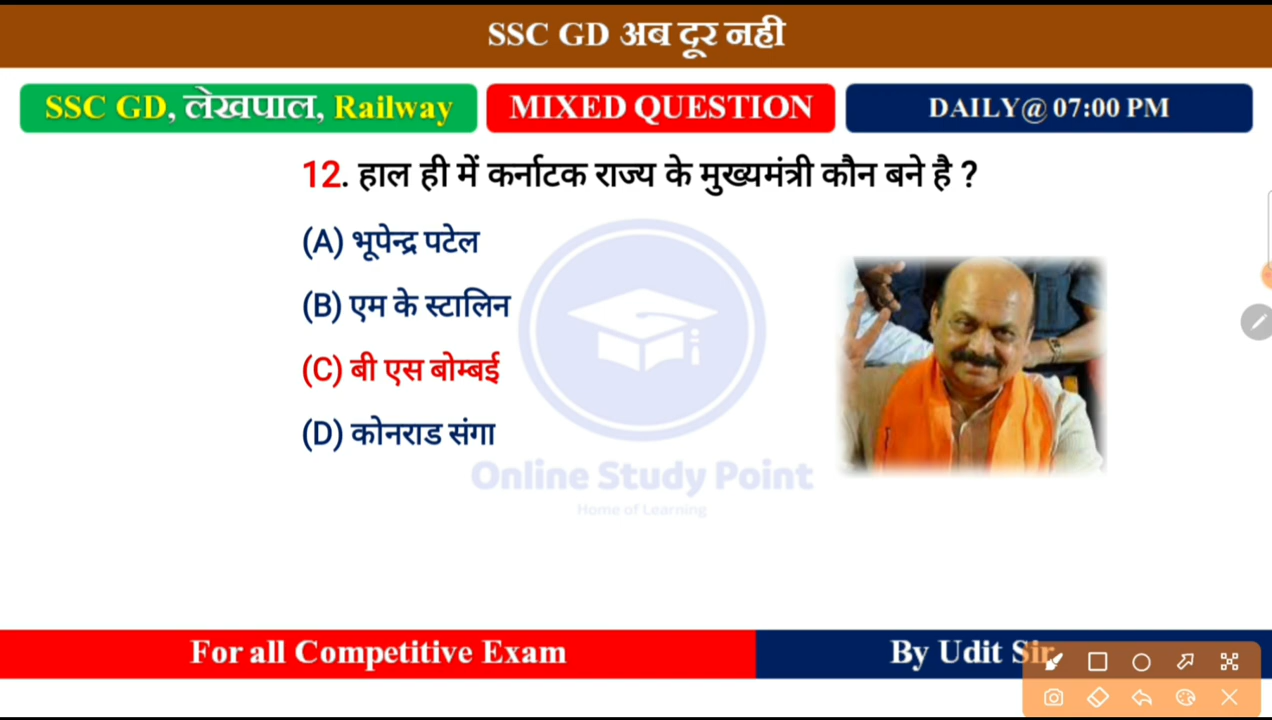 SSC GD अब दूर नही
SSC GD, लेखपाल, Railway
MIXED QUESTION
DAILY@ 07:00 PM
12. हाल ही में कर्नाटक राज्य के मुख्यमंत्री कौन बने है ?
(A) भूपेन्द्र पटेल
(B) एम के स्टालिन
(C) बी एस बोम्बई
(D) कोनराड संगा
Online Study Point
Home of Learning
For all Competitive Exam
By Udit Sir